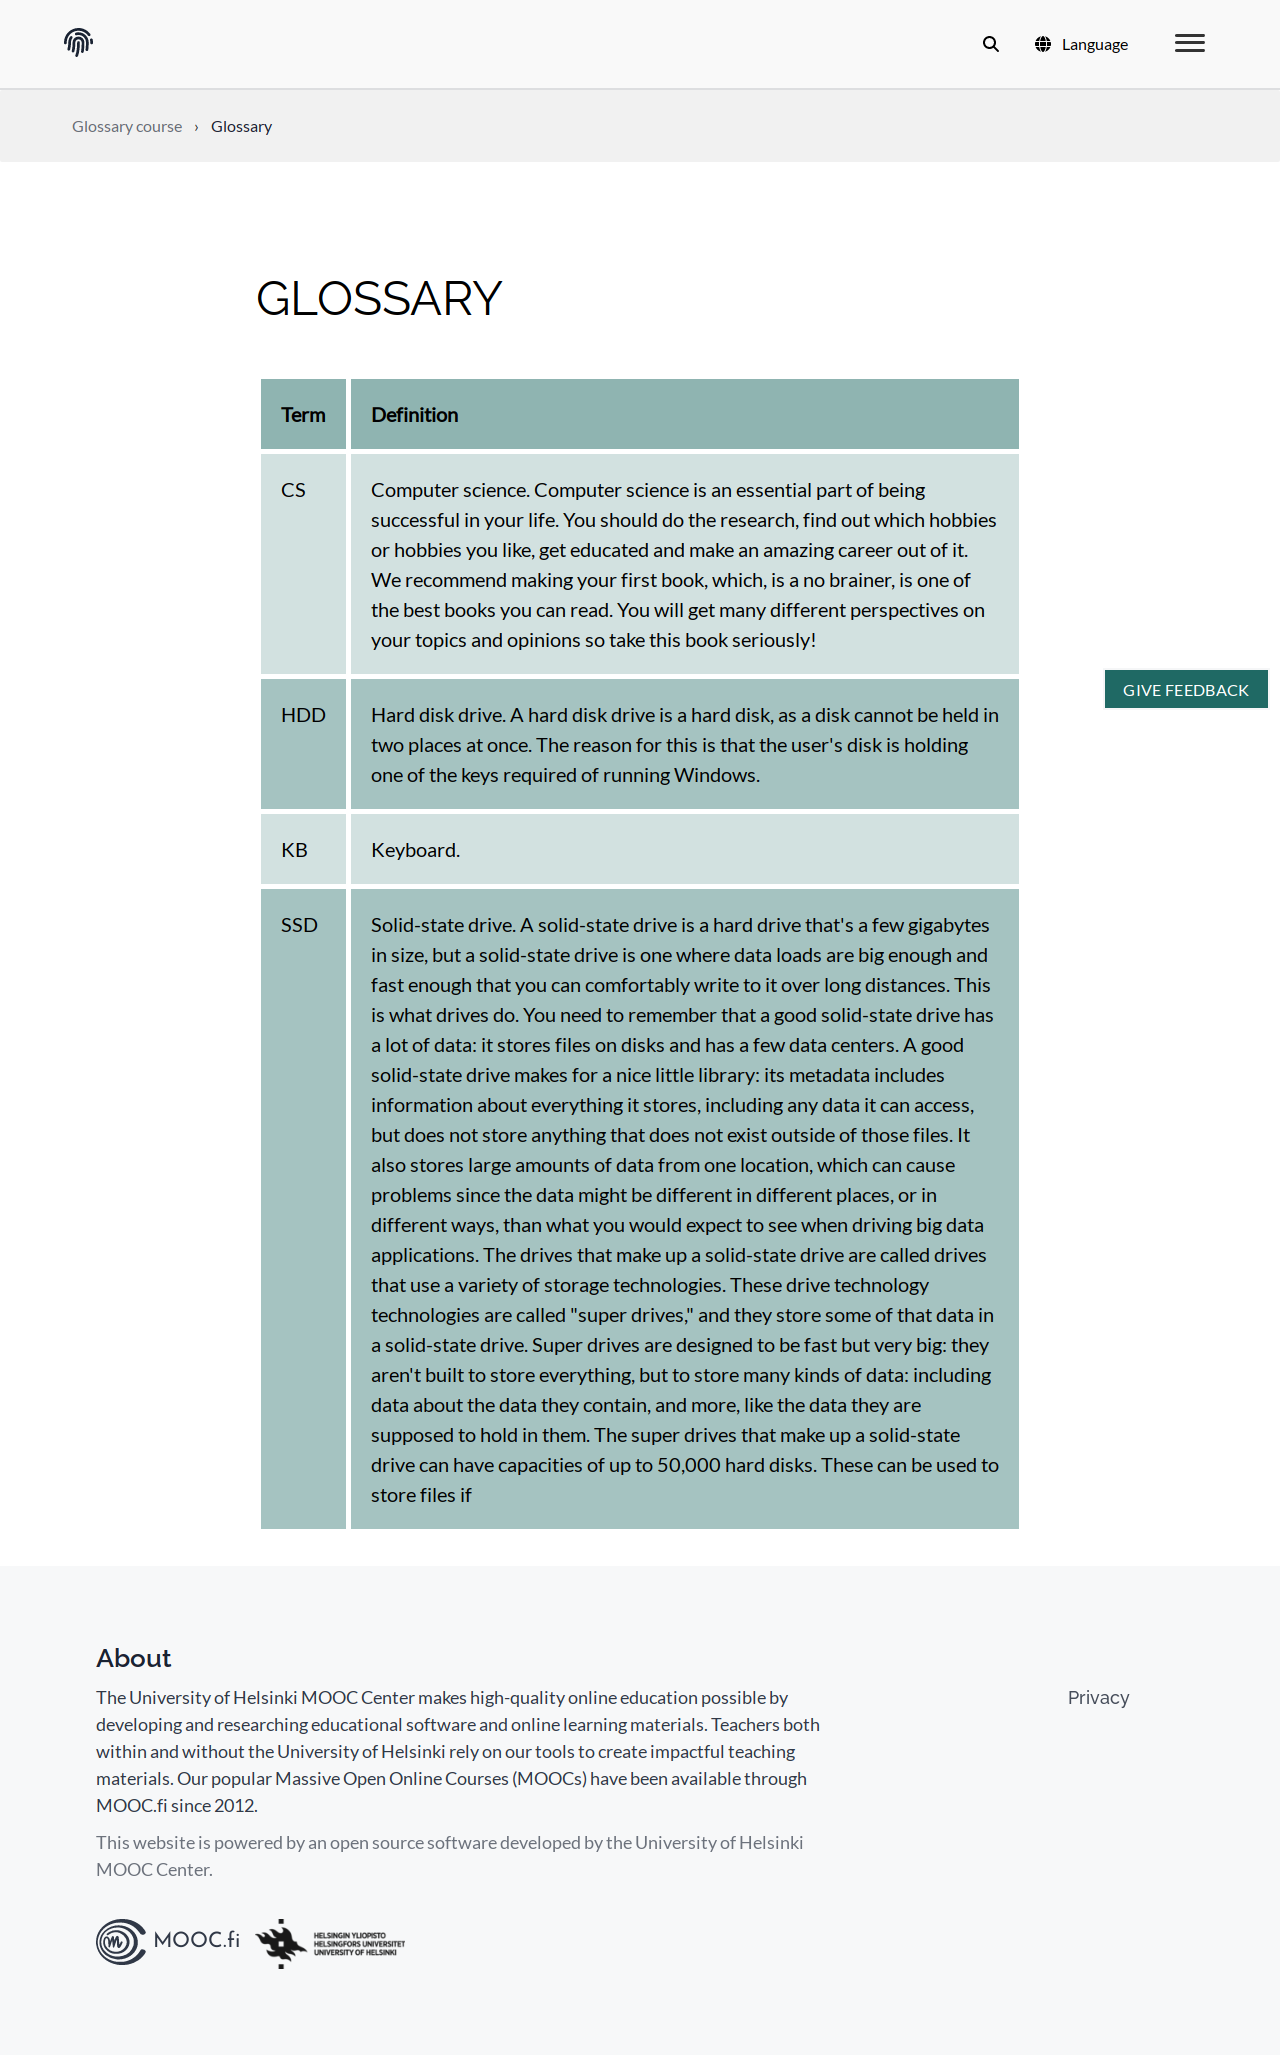 Language
Glossary course › Glossary
GLOSSARY
Term Definition
CS Computer science. Computer science is an essential part of being
successful in your life. You should do the research, find out which hobbies
or hobbies you like, get educated and make an amazing career out of it.
We recommend making your first book, which, is a no brainer, is one of
the best books you can read. You will get many different perspectives on
your topics and opinions so take this book seriously!
GIVE FEEDBACK
HDD Hard disk drive. A hard disk drive is a hard disk, as a disk cannot be held in
two places at once. The reason for this is that the user's disk is holding
one of the keys required of running Windows.
KB Keyboard.
SSD Solid-state drive. A solid-state drive is a hard drive that's a few gigabytes
in size, but a solid-state drive is one where data loads are big enough and
fast enough that you can comfortably write to it over long distances. This
is what drives do. You need to remember that a good solid-state drive has
a lot of data: it stores files on disks and has a few data centers. A good
solid-state drive makes for a nice little library: its metadata includes
information about everything it stores, including any data it can access,
but does not store anything that does not exist outside of those files. It
also stores large amounts of data from one location, which can cause
problems since the data might be different in different places, or in
different ways, than what you would expect to see when driving big data
applications. The drives that make up a solid-state drive are called drives
that use a variety of storage technologies. These drive technology
technologies are called "super drives," and they store some of that data in
a solid-state drive. Super drives are designed to be fast but very big: they
aren't built to store everything, but to store many kinds of data: including
data about the data they contain, and more, like the data they are
supposed to hold in them. The super drives that make up a solid-state
drive can have capacities of up to 50,000 hard disks. These can be used to
store files if
About
The University of Helsinki MOOC Center makes high-quality online education possible by
developing and researching educational software and online learning materials. Teachers both
within and without the University of Helsinki rely on our tools to create impactful teaching
materials. Our popular Massive Open Online Courses (MOOCs) have been available through
MOOC.fi since 2012.
This website is powered by an open source software developed by the University of Helsinki
MOOC Center.
Privacy
MOOC.fi
HELSINGIN YLIOPISTO
HELSINGFORS UNIVERSITET
UNIVERSITY OF HELSINKI